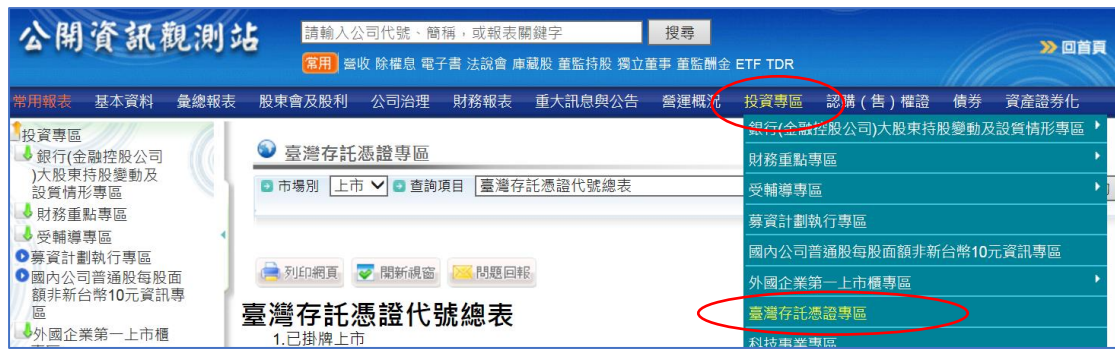 公開資訊觀測站
請輸入公司代號、簡稱，或報表關鍵字
搜尋
常用 營收 除權息 電子書 法說會 庫藏股 董監持股 獨立董事 董監酬金 ETF TDR
回首頁
常用報表 基本資料 彙總報表 股東會及股利 公司治理 財務報表 重大訊息與公告 營運概況 投資專區 認購(售)權證 債券 資產證券化
投資專區
銀行(金融控股公司
)大股東持股變動及
設質情形專區
財務重點專區
受輔導專區
募資計劃執行專區
國內公司普通股每股面
額非新台幣10元資訊專
區
外國企業第一上市櫃
臺灣存託憑證專區
市場別 上市 查詢項目 臺灣存託憑證代號總表
列印網頁 開新視窗 問題回報
臺灣存託憑證代號總表
1.已掛牌上市
銀行(金融控股公司)大股東持股變動及設質情形專區
財務重點專區
受輔導專區
募資計劃執行專區
國內公司普通股每股面額非新台幣10元資訊專區
外國企業第一上市櫃專區
臺灣存託憑證專區
科技事業專區